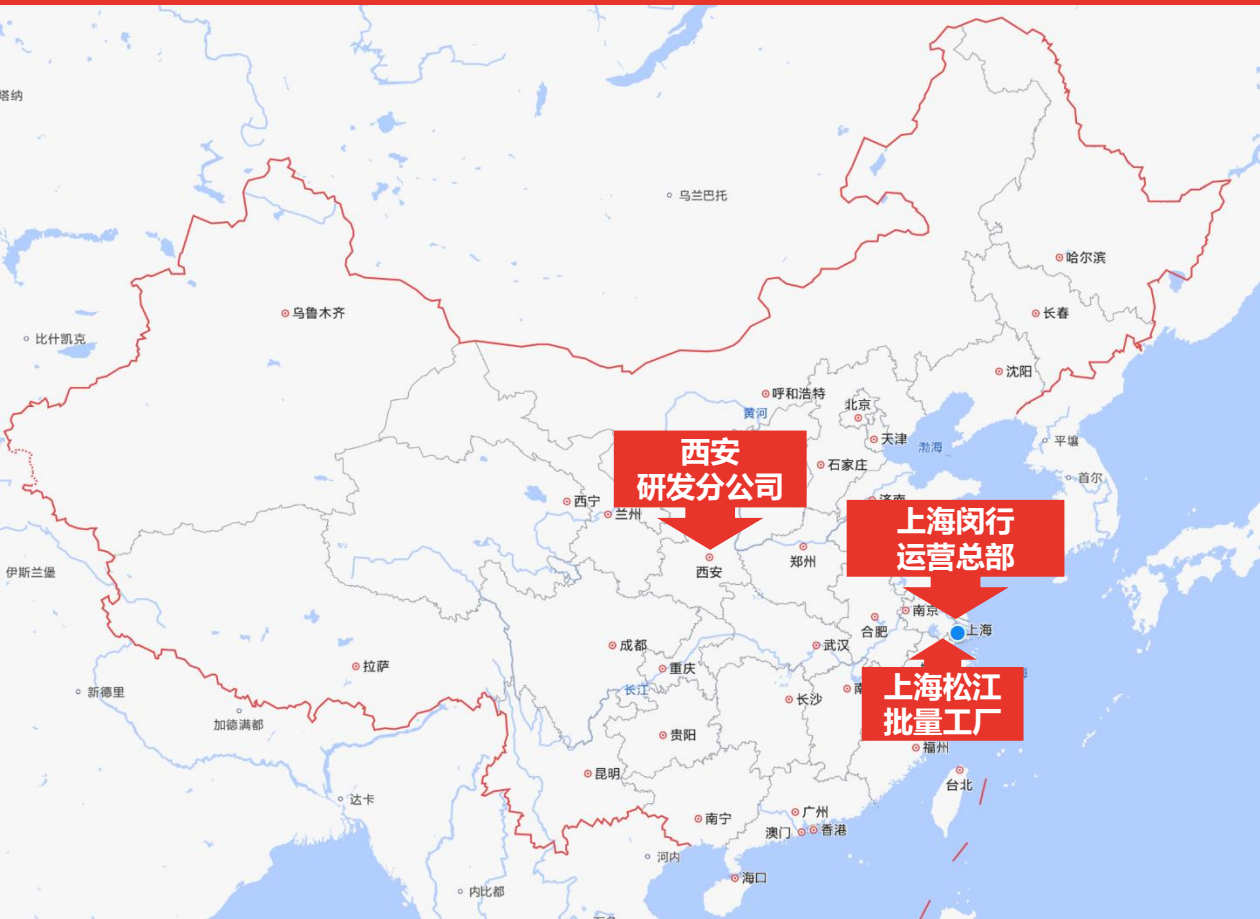 塔纳
乌兰巴托
哈尔滨
乌鲁木齐
长春
比什凯克
沈阳
呼和浩特
北京
黄河
天津
渤海
平壤
西安
研发分公司
石家庄
首尔
西宁
兰州
济南
上海闵行
运营总部
郑州
西安
伊斯兰堡
南京
合肥
上海
成都
武汉
拉萨
重庆
长江
海
上海松江
批量工厂
新德里
长沙
南
加德满都
贵阳
福州
昆明
台北
达卡
南宁
广州
澳门
香港
河内
海口
内比都